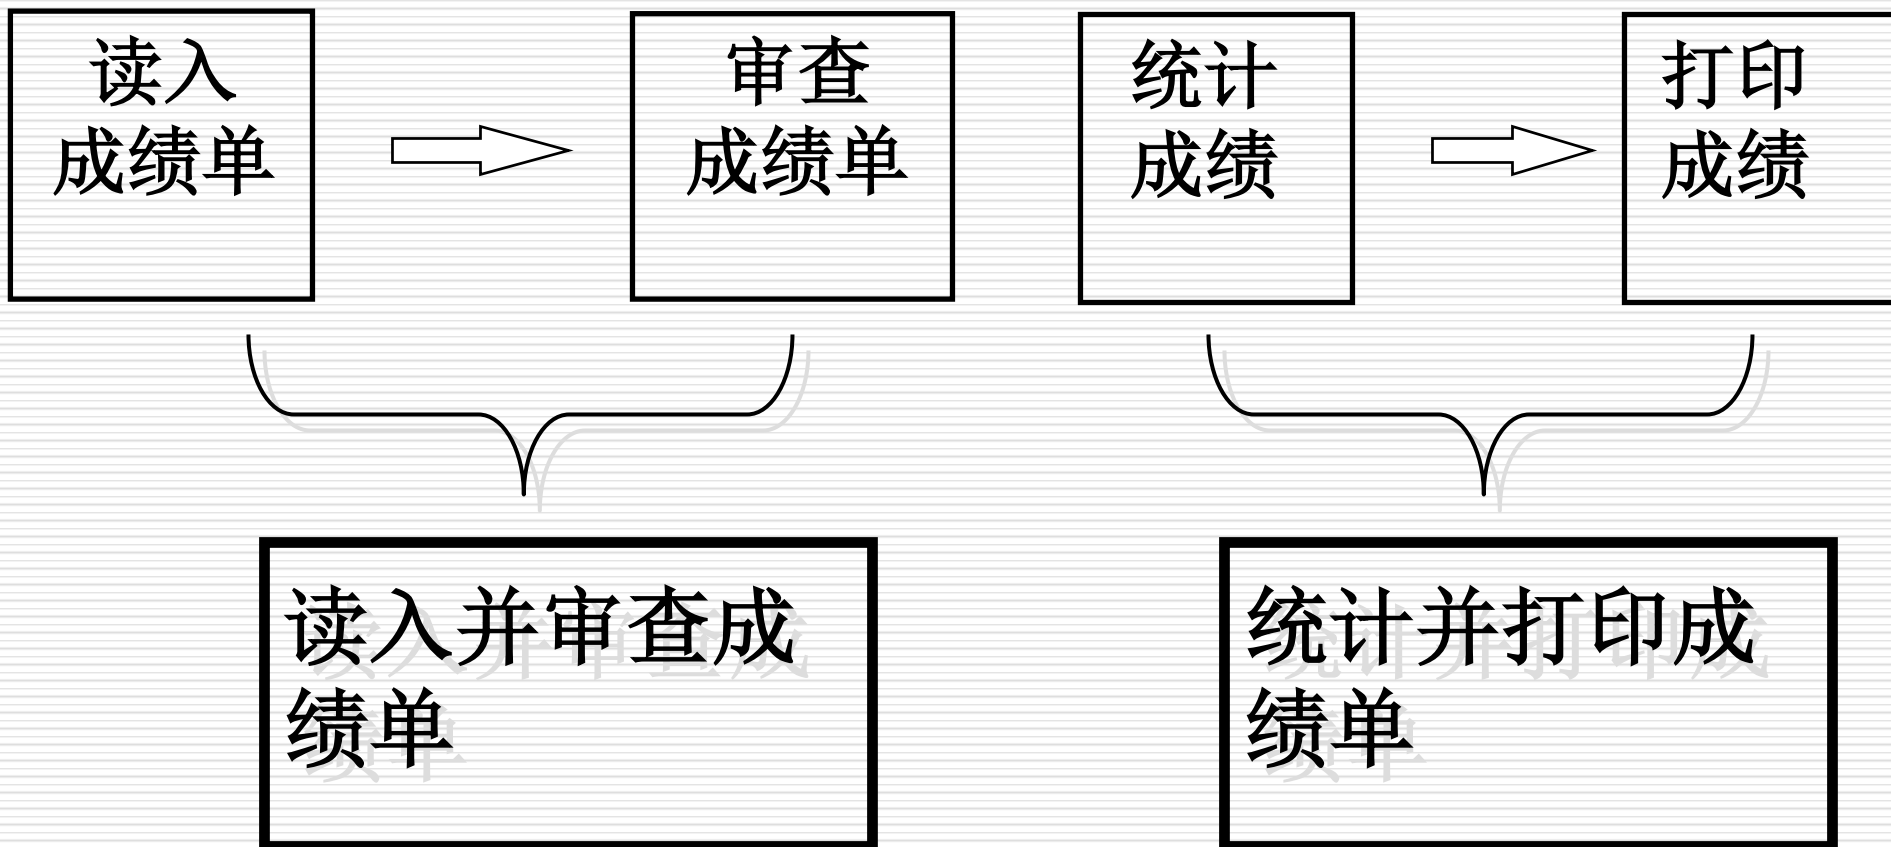 读入
成绩单
审查
成绩单
统计
成绩
打印
成绩
读入并审查成
绩单
统计并打印成
绩单